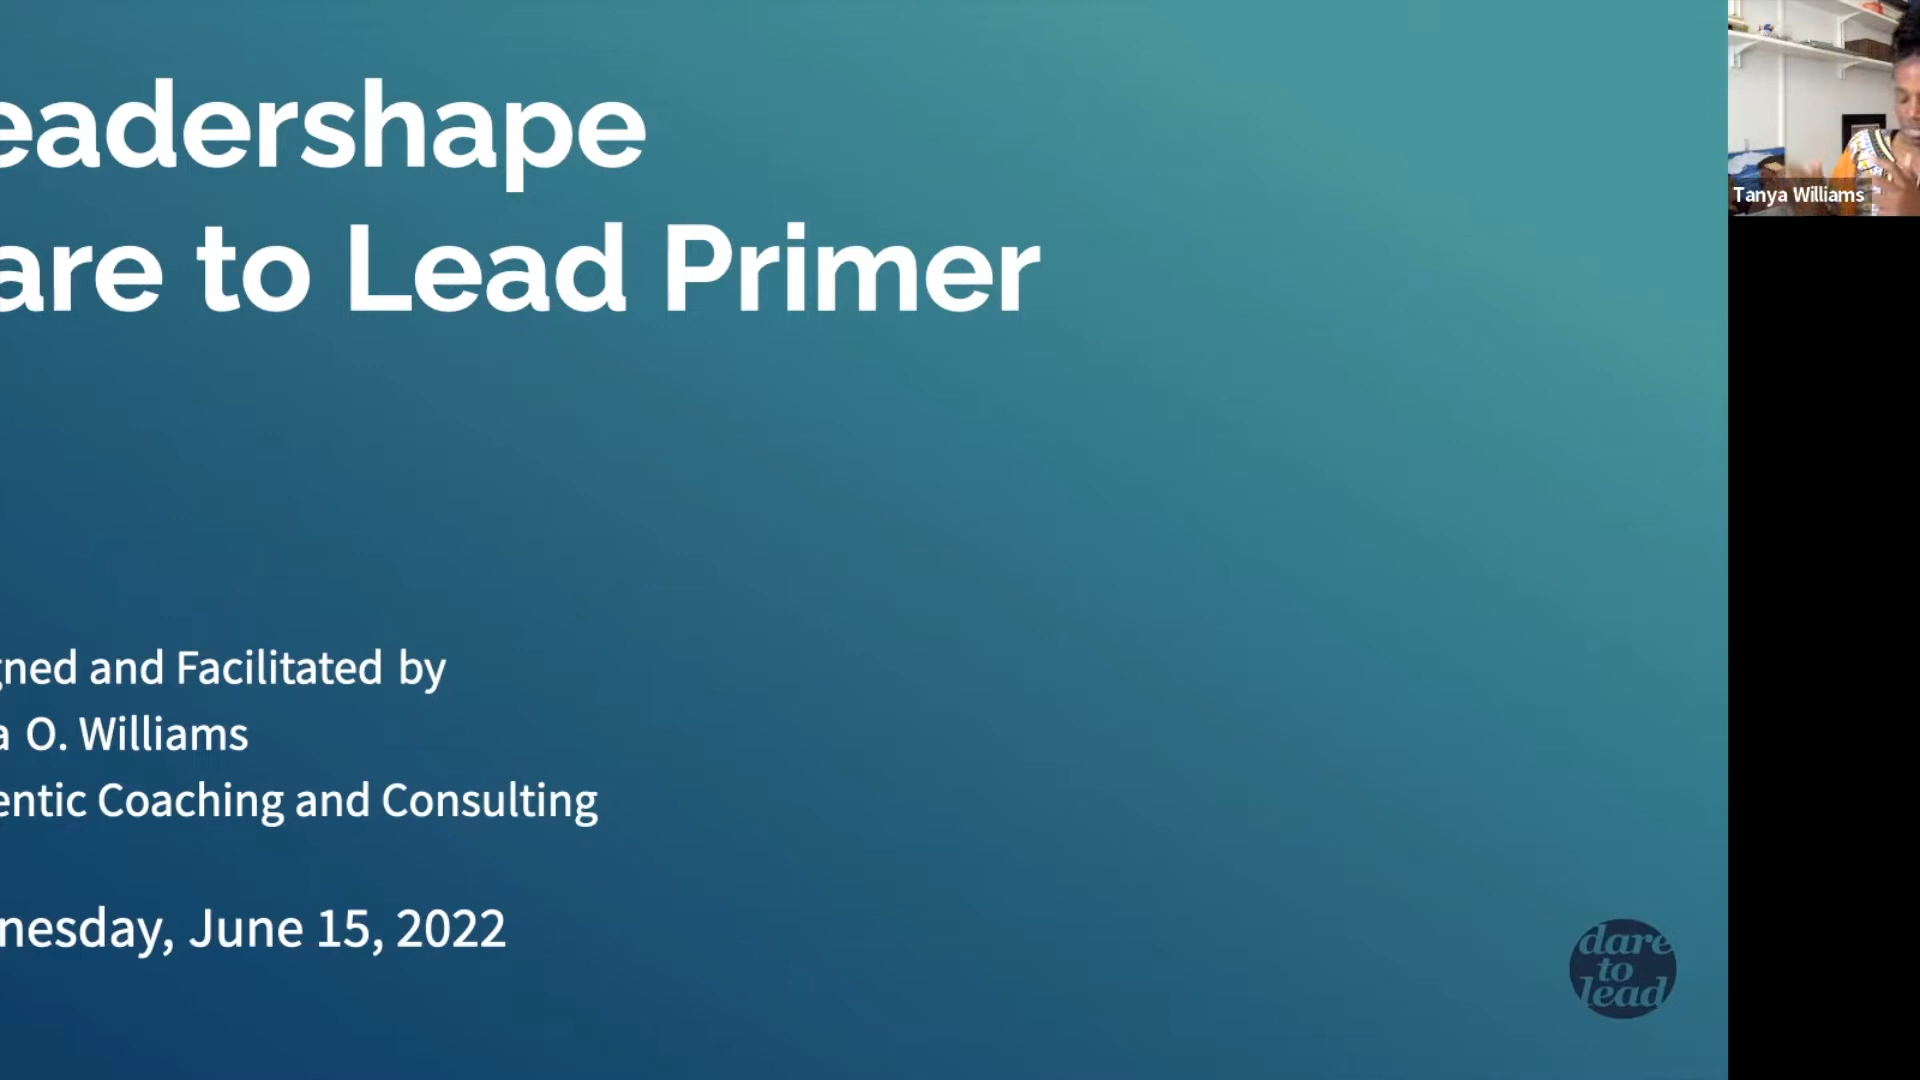 eadershape
are to Lead Primer
gned and Facilitated by
a O. Williams
entic Coaching and Consulting
nesday, June 15, 2022
dare
to
lead
Tanya Williams